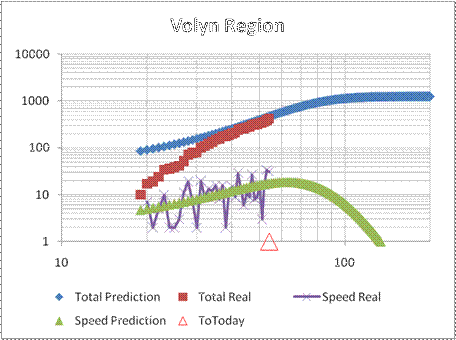 Volyn Region
10000
1000
100
10
1
10 100
Total Prediction Total Real Speed Real
Speed Prediction ToToday